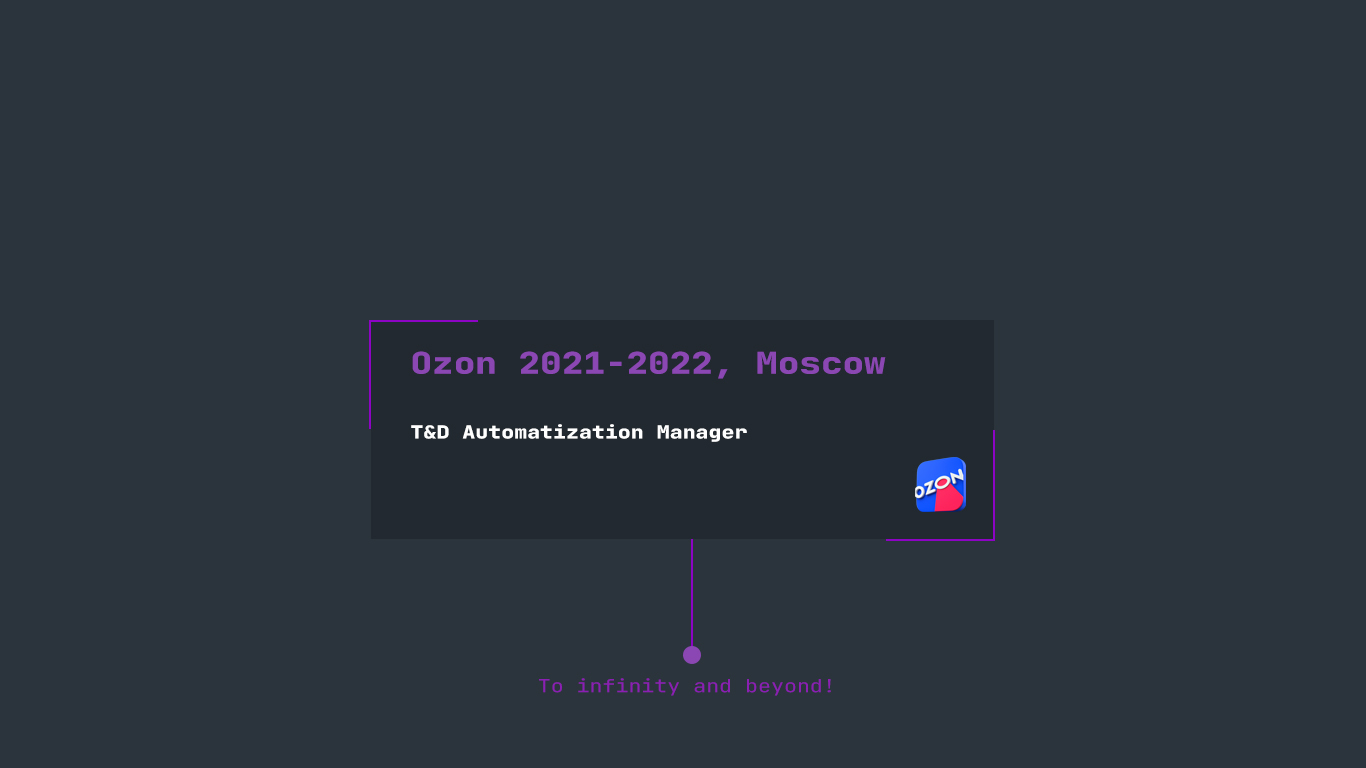 Ozon 2021-2022, Moscow
T&D Automatization Manager
OZON
To infinity and beyond!